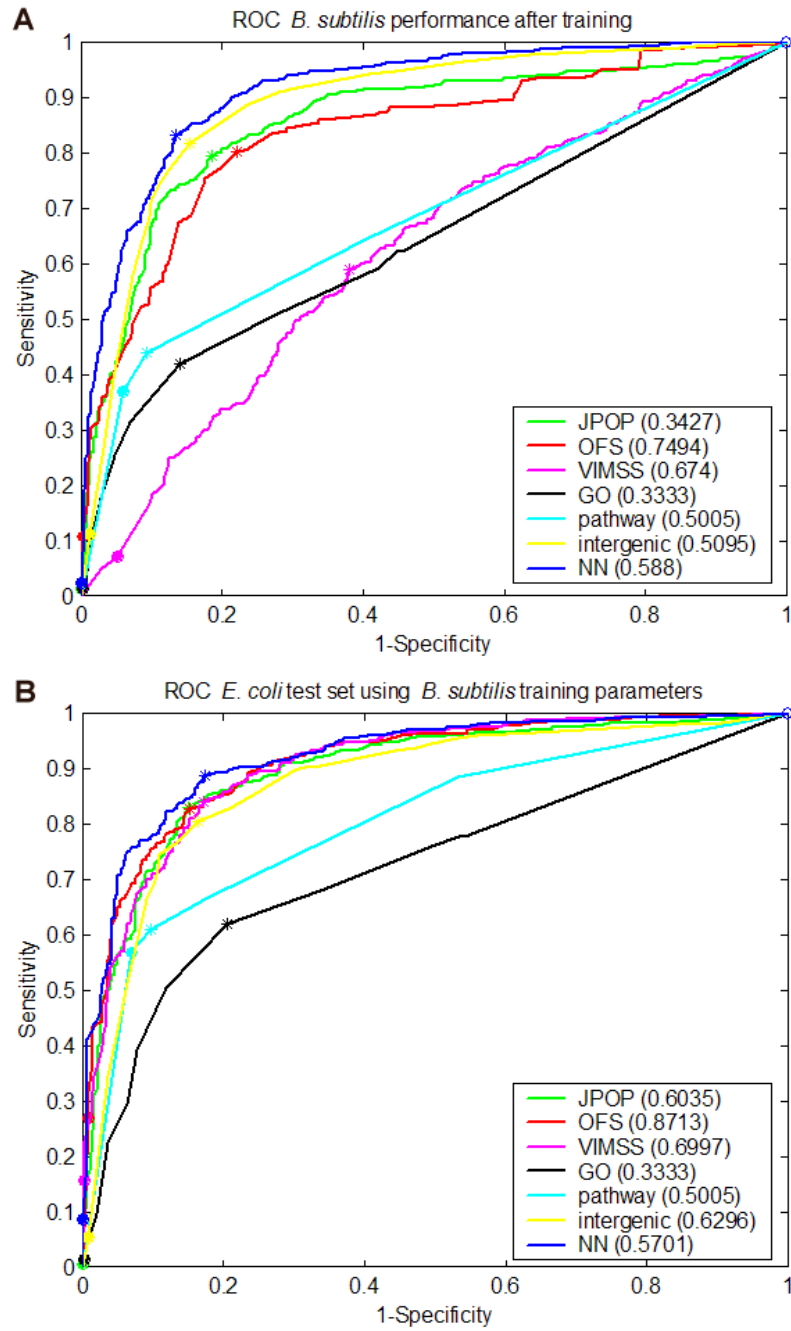 A
ROC B. subtilis performance after training
1
0.9
0.8
0.7
0.6
0.5
0.4
0.3
0.2
0.1
0
Sensitivity
JPOP (0.3427)
OFS (0.7494)
VIMSS (0.674)
GO (0.3333)
pathway (0.5005)
intergenic (0.5095)
NN (0.588)
0 0.2 0.4 0.6 0.8 1
1-Specificity
B
ROC E. coli test set using B. subtilis training parameters
1
0.9
0.8
0.7
0.6
0.5
0.4
0.3
0.2
0.1
0
Sensitivity
JPOP (0.6035)
OFS (0.8713)
VIMSS (0.6997)
GO (0.3333)
pathway (0.5005)
intergenic (0.6296)
NN (0.5701)
0 0.2 0.4 0.6 0.8 1
1-Specificity